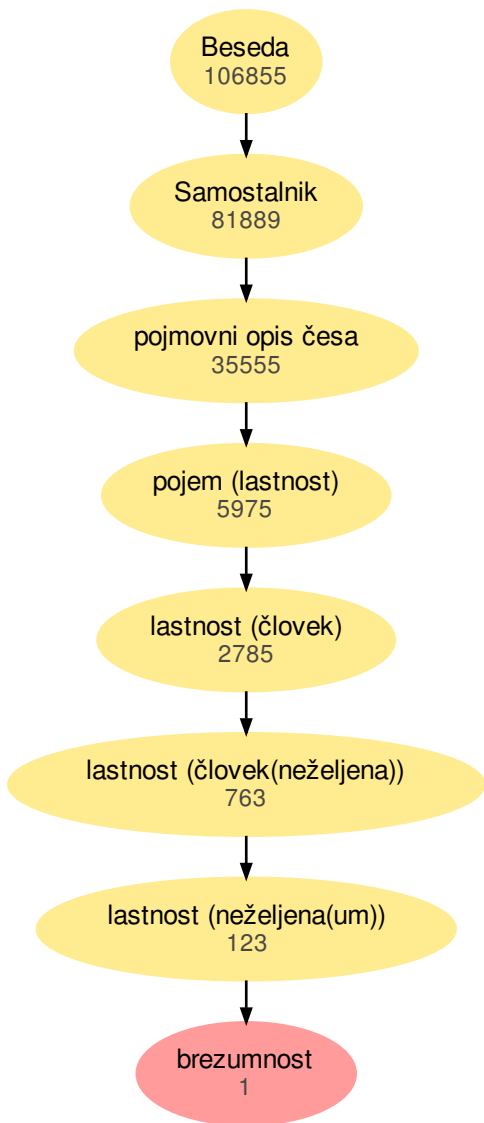 Beseda
106855
Samostalnik
81889
pojmovni opis česa
35555
pojem (lastnost)
5975
lastnost (človek)
2785
lastnost (človek(neželjena))
763
lastnost (neželjena(um))
123
brezumnost
1